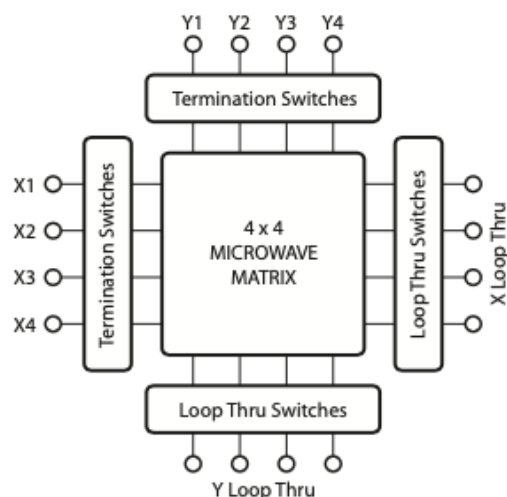 Y1 Y2 Y3 Y4
Termination Switches
X1
X2
X3
X4
Termination Switches
4 x 4
MICROWAVE
MATRIX
Loop Thru Switches
X Loop Thru
Loop Thru Switches
Y Loop Thru